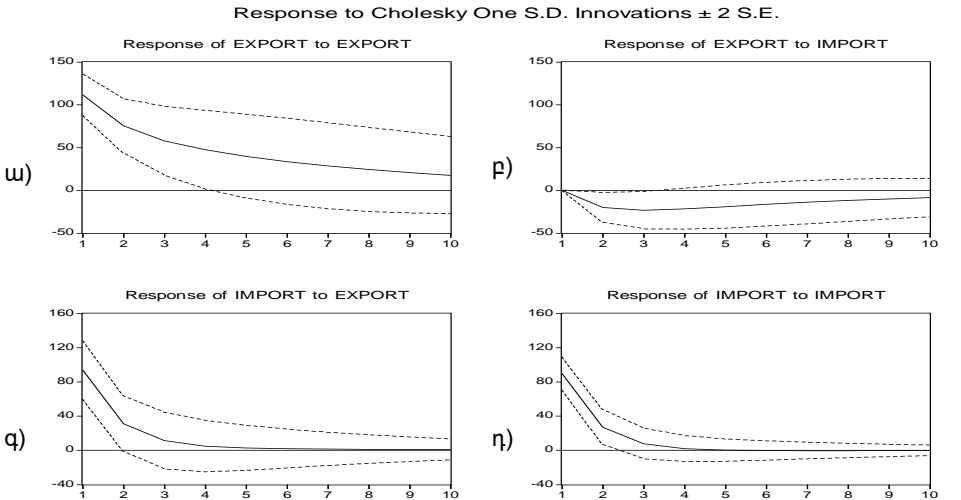 Response to Cholesky One S.D. Innovations ± 2 S.E.
Response of EXPORT to EXPORT
150
100
50
0
-50
1 2 3 4 5 6 7 8 9 10
ա)
Response of EXPORT to IMPORT
150
100
50
0
-50
1 2 3 4 5 6 7 8 9 10
բ)
Response of IMPORT to EXPORT
160
120
80
40
0
-40
1 2 3 4 5 6 7 8 9 10
գ)
Response of IMPORT to IMPORT
160
120
80
40
0
-40
1 2 3 4 5 6 7 8 9 10
դ)